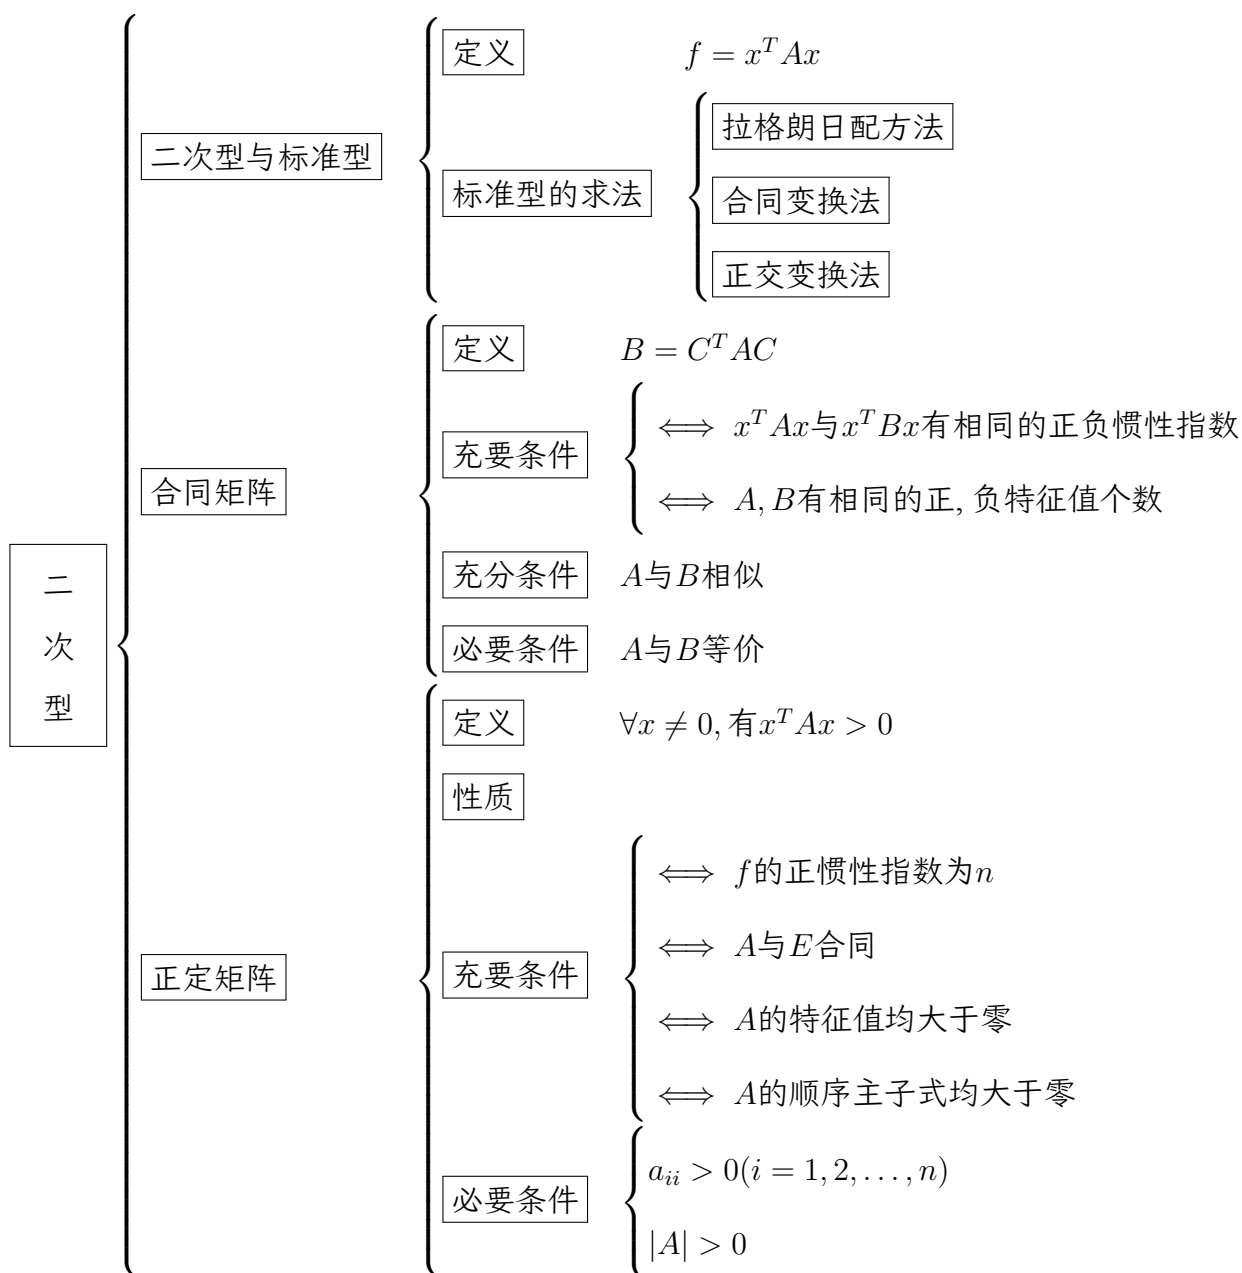 二次型
二次型与标准型
定义 f = x^T Ax
标准型的求法
拉格朗日配方法
合同变换法
正交变换法
合同矩阵
定义 B = C^T AC
充要条件
⟺ x^T Ax与x^T Bx有相同的正负惯性指数
⟺ A, B有相同的正, 负特征值个数
充分条件 A与B相似
必要条件 A与B等价
正定矩阵
定义 ∀x ≠ 0, 有x^T Ax > 0
性质
充要条件
⟺ f的正惯性指数为n
⟺ A与E合同
⟺ A的特征值均大于零
⟺ A的顺序主子式均大于零
必要条件
a_{ii} > 0(i = 1, 2, . . . , n)
|A| > 0